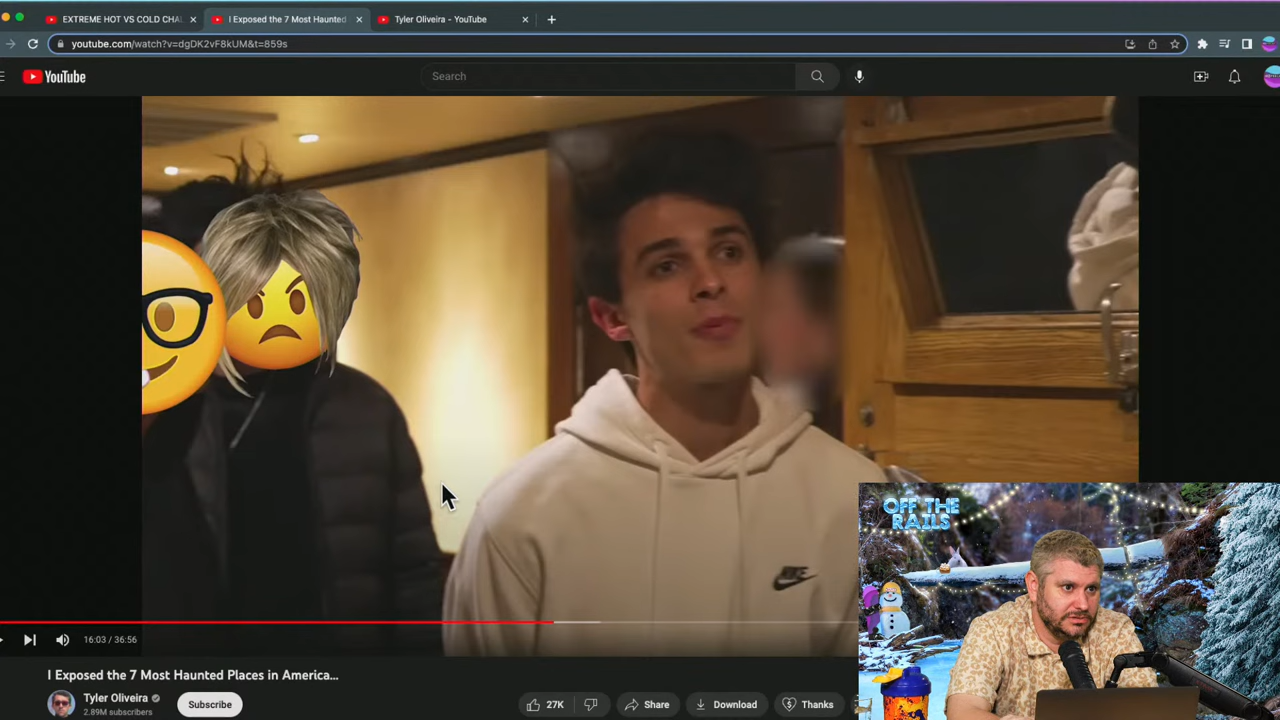 EXTREME HOT VS COLD CHAL
I Exposed the 7 Most Haunted
Tyler Oliveira - YouTube
youtube.com/watch?v=dgDK2vF8kUM&t=859s
YouTube
Search
OFF THE
RAILS
16:03 / 36:56
I Exposed the 7 Most Haunted Places in America...
Tyler Oliveira
2.89M subscribers
Subscribe
27K
Share
Download
Thanks